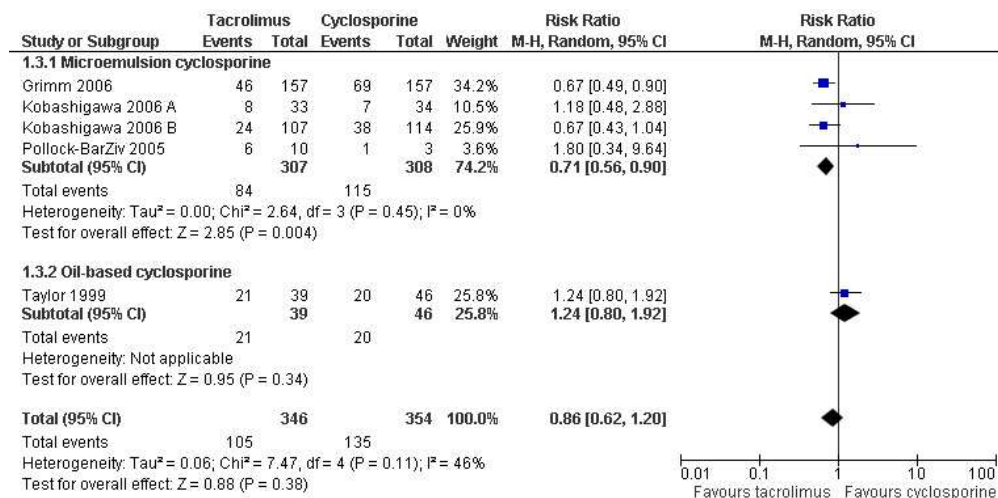 Tacrolimus Cyclosporine Risk Ratio Risk Ratio
Study or Subgroup Events Total Events Total Weight M-H, Random, 95% CI M-H, Random, 95% CI
1.3.1 Microemulsion cyclosporine
Grimm 2006 46 157 69 157 34.2% 0.67 [0.49, 0.90]
Kobashigawa 2006 A 8 33 7 34 10.5% 1.18 [0.48, 2.88]
Kobashigawa 2006 B 24 107 38 114 25.9% 0.67 [0.43, 1.04]
Pollock-BarZiv 2005 6 10 1 3 3.6% 1.80 [0.34, 9.64]
Subtotal (95% CI) 307 308 74.2% 0.71 [0.56, 0.90]
Total events 84 115
Heterogeneity: Tau² = 0.00; Chi² = 2.64, df = 3 (P = 0.45); I² = 0%
Test for overall effect: Z = 2.85 (P = 0.004)
1.3.2 Oil-based cyclosporine
Taylor 1999 21 39 20 46 25.8% 1.24 [0.80, 1.92]
Subtotal (95% CI) 39 46 25.8% 1.24 [0.80, 1.92]
Total events 21 20
Heterogeneity: Not applicable
Test for overall effect: Z = 0.95 (P = 0.34)
Total (95% CI) 346 354 100.0% 0.86 [0.62, 1.20]
Total events 105 135
Heterogeneity: Tau² = 0.06; Chi² = 7.47, df = 4 (P = 0.11); I² = 46%
Test for overall effect: Z = 0.88 (P = 0.38)
0.01 0.1 1 10 100
Favours tacrolimus Favours cyclosporine